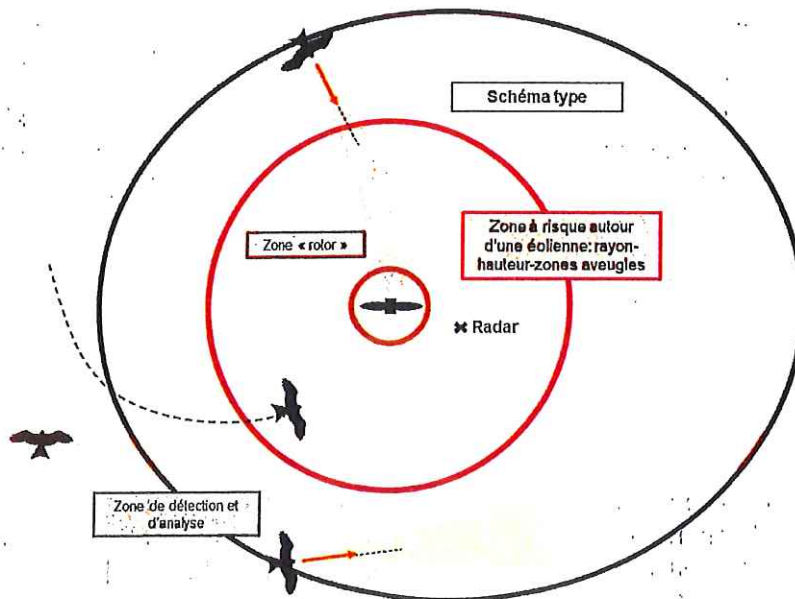 Schéma type
Zone « rotor »
Zone à risque autour
d'une éolienne: rayon-
hauteur-zones aveugles
Radar
Zone de détection et
d'analyse